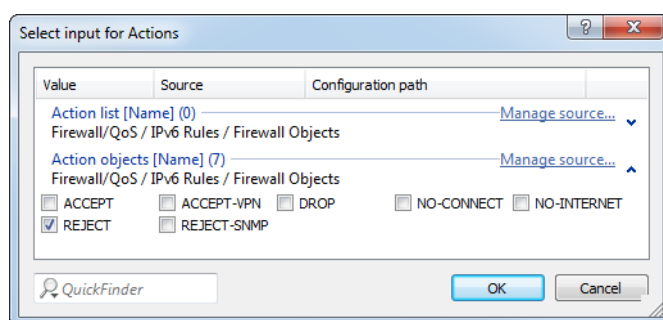 Select input for Actions
Value Source Configuration path
Action list [Name] (0) Manage source...
Firewall/QoS / IPv6 Rules / Firewall Objects
Action objects [Name] (7) Manage source...
Firewall/QoS / IPv6 Rules / Firewall Objects
ACCEPT ACCEPT-VPN DROP NO-CONNECT NO-INTERNET
REJECT REJECT-SNMP
QuickFinder OK Cancel